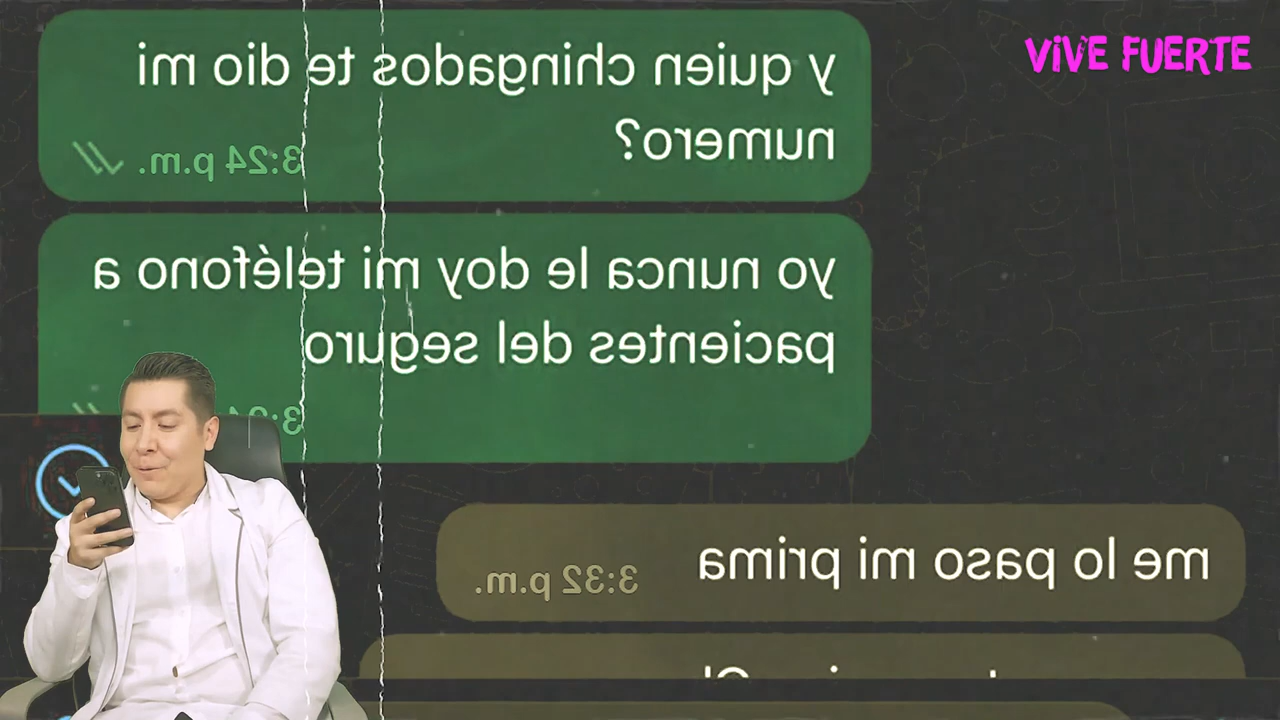 ViVE FUERTE
y quien chingados te dio mi
numero?
3:24 p.m.
yo nunca le doy mi teléfono a
pacientes del seguro
me lo paso mi prima
3:32 p.m.